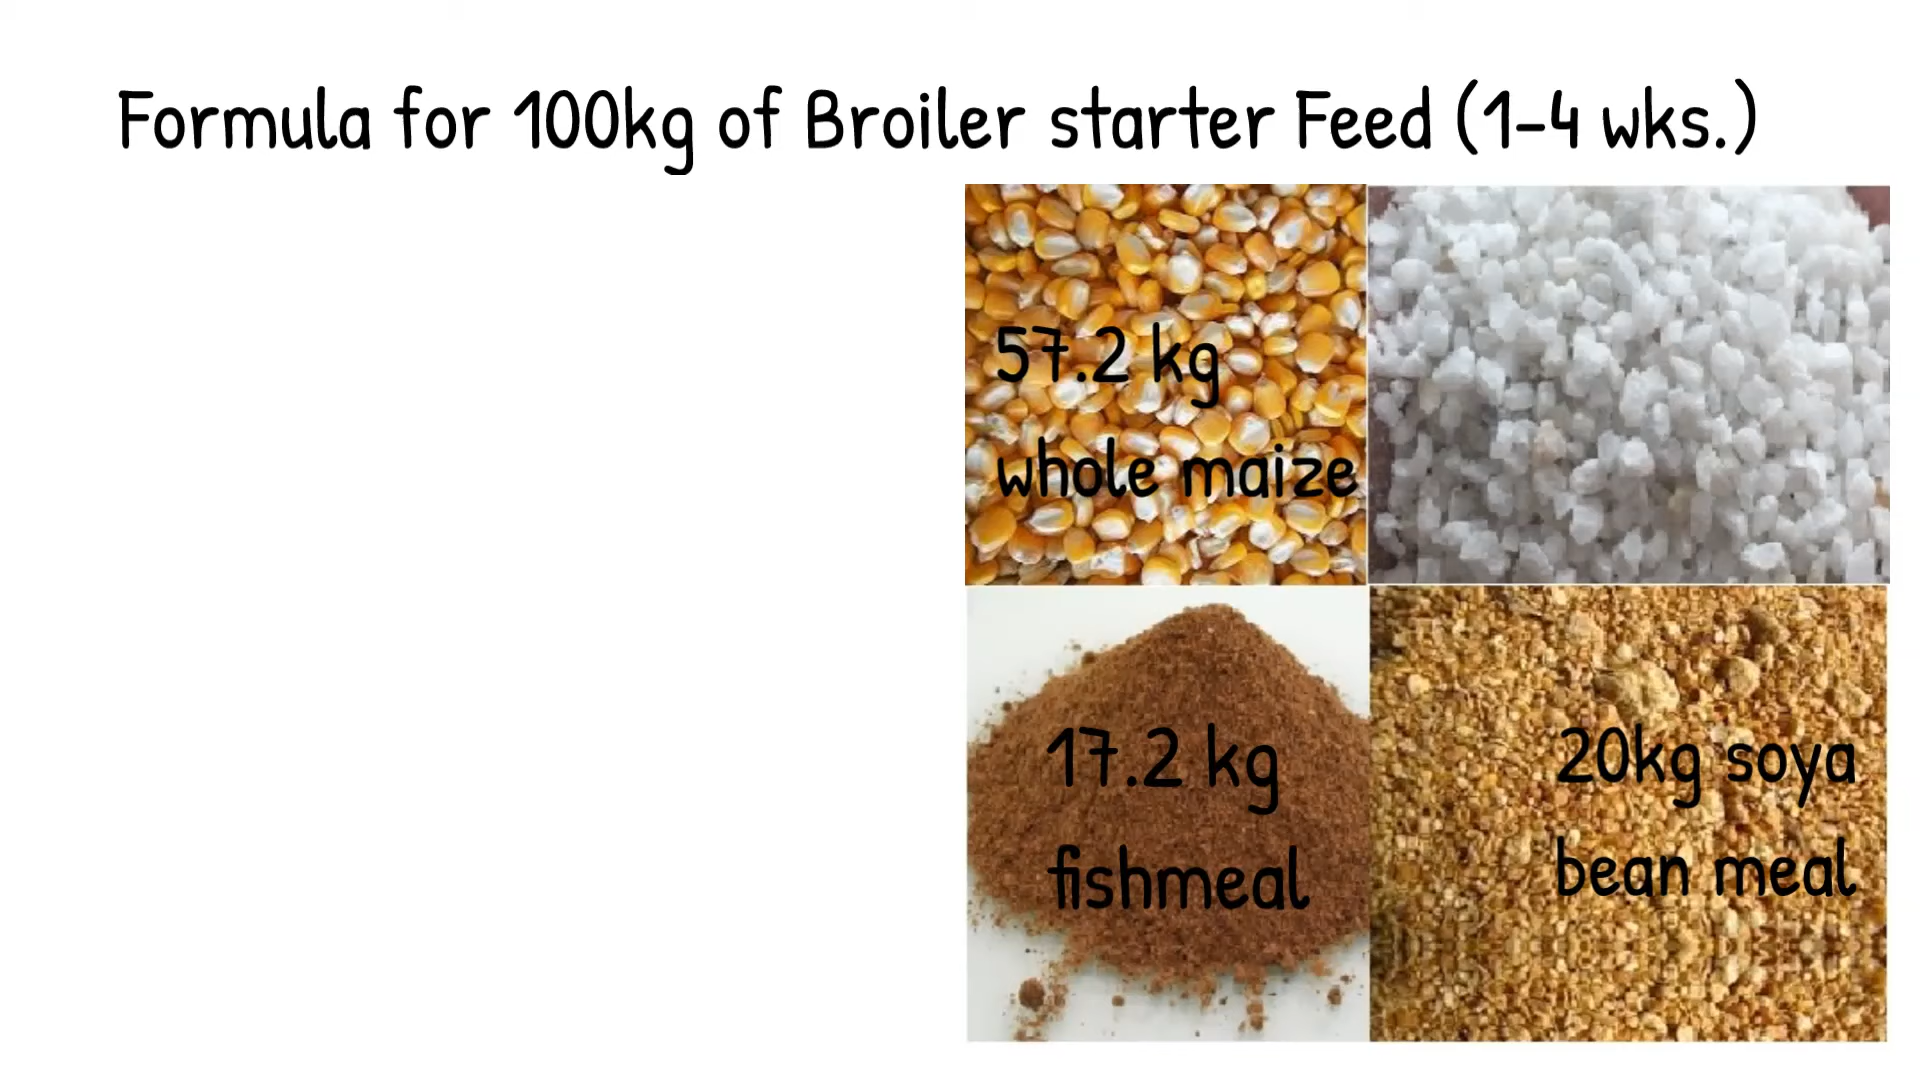 Formula for 100kg of Broiler starter Feed (1-4 wks.)
57.2 kg
whole maize
17.2 kg
fishmeal
20kg soya
bean meal